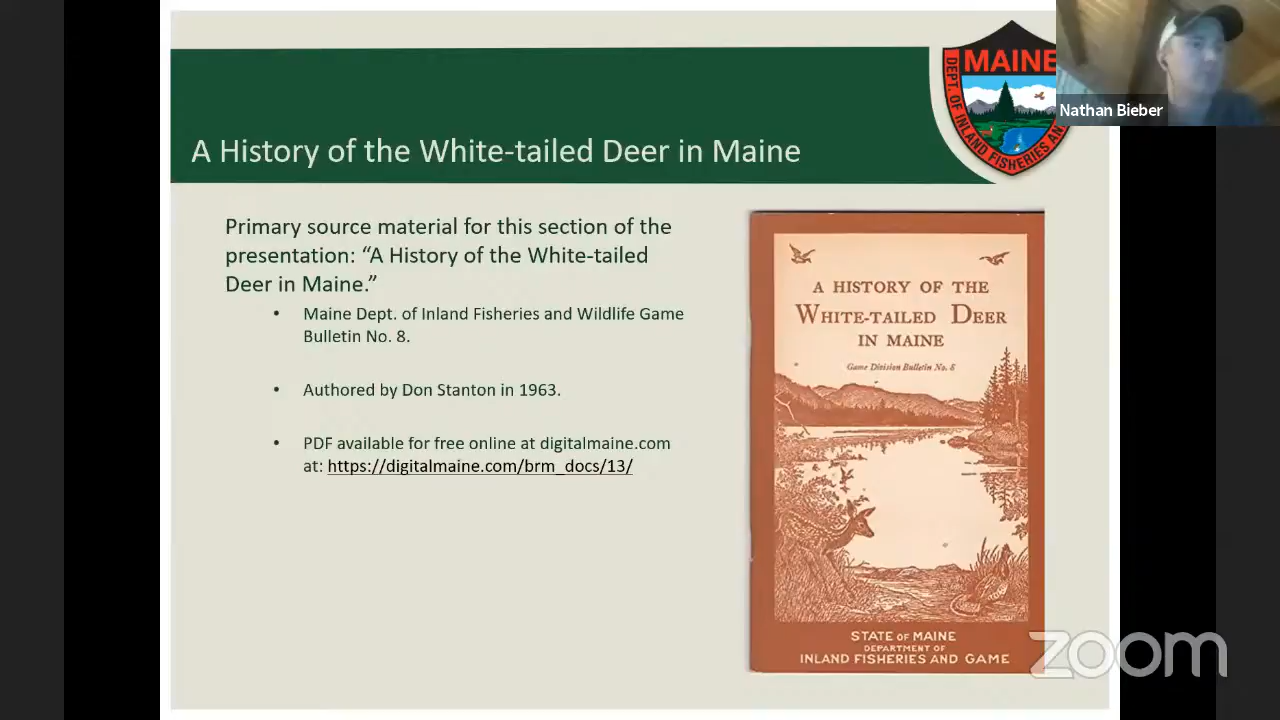 MAINE
DEPT. OF INLAND FISHERIES AN
Nathan Bieber
A History of the White-tailed Deer in Maine
Primary source material for this section of the
presentation: “A History of the White-tailed
Deer in Maine.”
• Maine Dept. of Inland Fisheries and Wildlife Game
Bulletin No. 8.
• Authored by Don Stanton in 1963.
• PDF available for free online at digitalmaine.com
at: https://digitalmaine.com/brm_docs/13/
A HISTORY OF THE
WHITE-TAILED DEER
IN MAINE
Game Division Bulletin No. 8
STATE OF MAINE
DEPARTMENT OF
INLAND FISHERIES AND GAME
zoom